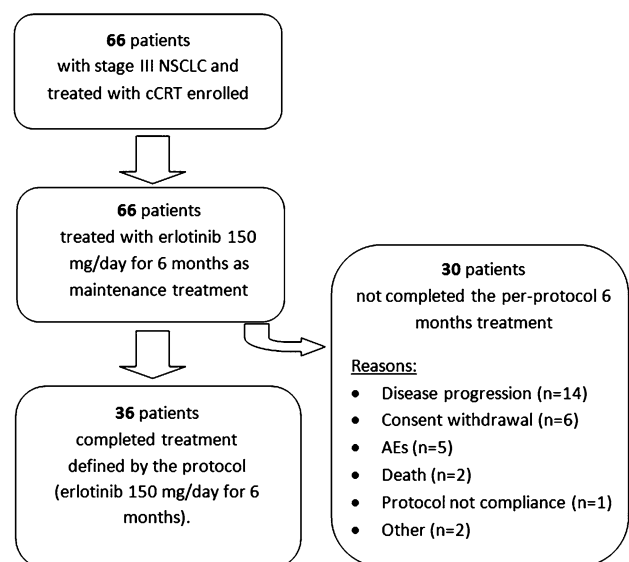 66 patients
with stage III NSCLC and
treated with cCRT enrolled
66 patients
treated with erlotinib 150
mg/day for 6 months as
maintenance treatment
30 patients
not completed the per-protocol 6
months treatment
Reasons:
• Disease progression (n=14)
• Consent withdrawal (n=6)
• AEs (n=5)
• Death (n=2)
• Protocol not compliance (n=1)
• Other (n=2)
36 patients
completed treatment
defined by the protocol
(erlotinib 150 mg/day for 6
months).